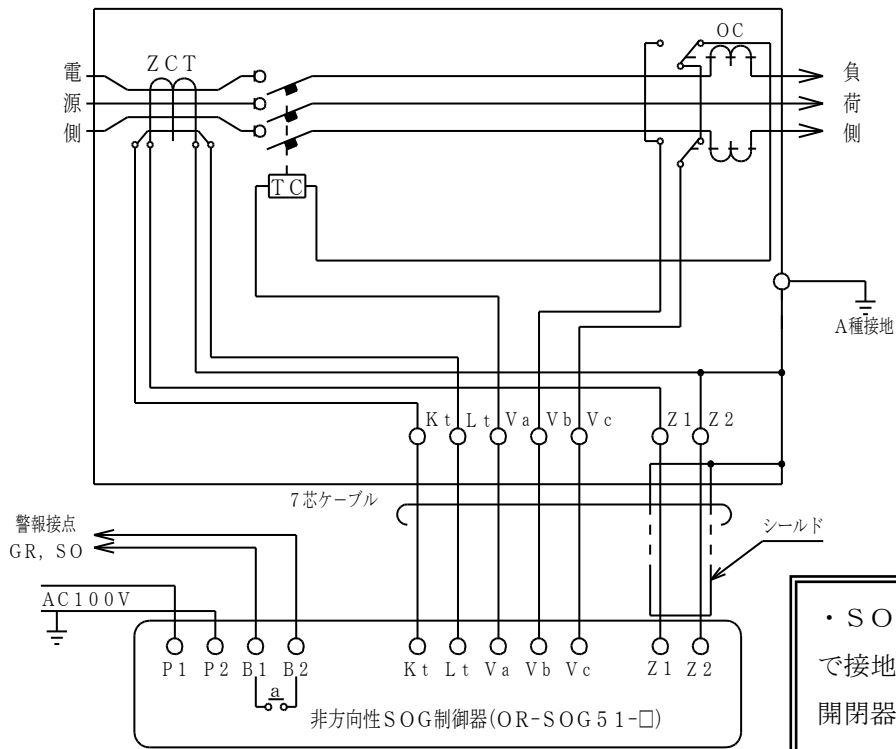 ZCT
OC
電
源
側
負
荷
側
TC
A種接地
Kt Lt Va Vb Vc Z1 Z2
7芯ケーブル
シールド
警報接点
GR, SO
AC100V
P1 P2 B1 B2 Kt Lt Va Vb Vc Z1 Z2
a
非方向性SOG制御器(OR-SOG51-□)
・SO
で接地
開閉器